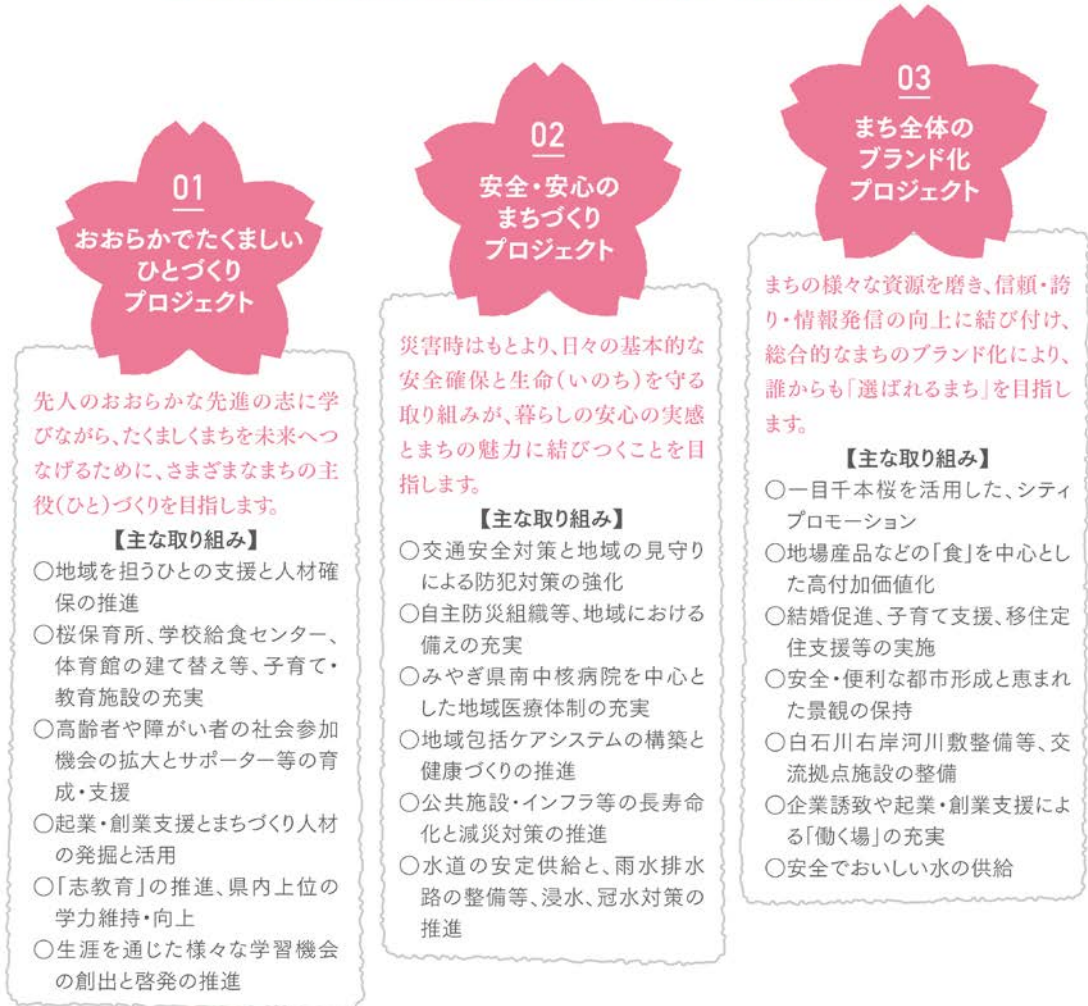 01
おおらかでたくましい
ひとづくり
プロジェクト
先人のおおらかな先進の志に学
びながら、たくましくまちを未来へつ
なげるために、さまざまなまちの主
役(ひと)づくりを目指します。
【主な取り組み】
○地域を担うひとの支援と人材確
保の推進
○桜保育所、学校給食センター、
体育館の建て替え等、子育て・
教育施設の充実
○高齢者や障がい者の社会参加
機会の拡大とサポーター等の育
成・支援
○起業・創業支援とまちづくり人材
の発掘と活用
○「志教育」の推進、県内上位の
学力維持・向上
○生涯を通じた様々な学習機会
の創出と啓発の推進
02
安全・安心の
まちづくり
プロジェクト
災害時はもとより、日々の基本的な
安全確保と生命(いのち)を守る
取り組みが、暮らしの安心の実感
とまちの魅力に結びつくことを目
指します。
【主な取り組み】
○交通安全対策と地域の見守り
による防犯対策の強化
○自主防災組織等、地域における
備えの充実
○みやぎ県南中核病院を中心と
した地域医療体制の充実
○地域包括ケアシステムの構築と
健康づくりの推進
○公共施設・インフラ等の長寿命
化と減災対策の推進
○水道の安定供給と、雨水排水
路の整備等、浸水、冠水対策の
推進
03
まち全体の
ブランド化
プロジェクト
まちの様々な資源を磨き、信頼・誇
り・情報発信の向上に結び付け、
総合的なまちのブランド化により、
誰からも「選ばれるまち」を目指し
ます。
【主な取り組み】
○一目千本桜を活用した、シティ
プロモーション
○地場産品などの「食」を中心とし
た高付加価値化
○結婚促進、子育て支援、移住定
住支援等の実施
○安全・便利な都市形成と恵まれ
た景観の保持
○白石川右岸河川敷整備等、交
流拠点施設の整備
○企業誘致や起業・創業支援によ
る「働く場」の充実
○安全でおいしい水の供給